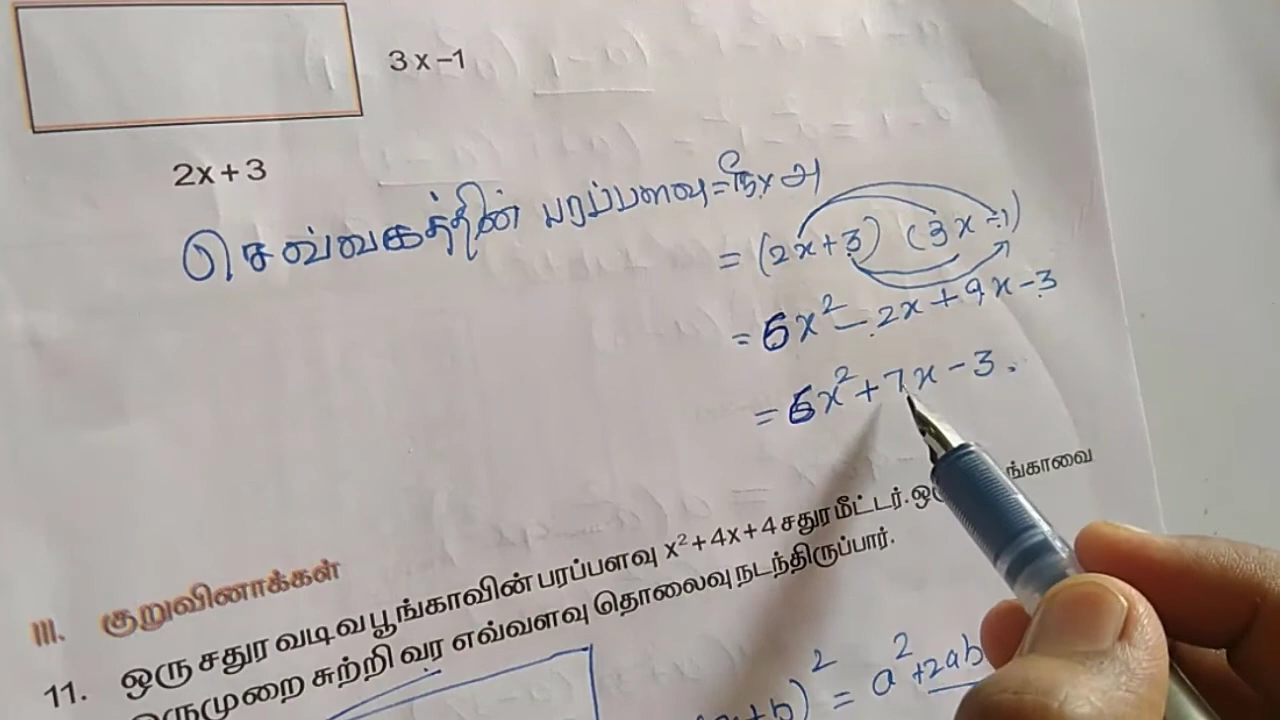 3x−1
2x+3
செவ்வகத்தின் பரப்பளவு = நீ x அ
= (2x+3) (3x−1)
= 6x² − 2x + 9x − 3
= 6x² + 7x − 3.
III. குறுவினாக்கள்
11. ஒரு சதுர வடிவ பூங்காவின் பரப்பளவு x²+4x+4 சதுர மீட்டர். ங்காவை
ஒருமுறை சுற்றி வர எவ்வளவு தொலைவு நடந்திருப்பார்.
b)² = a² + 2ab